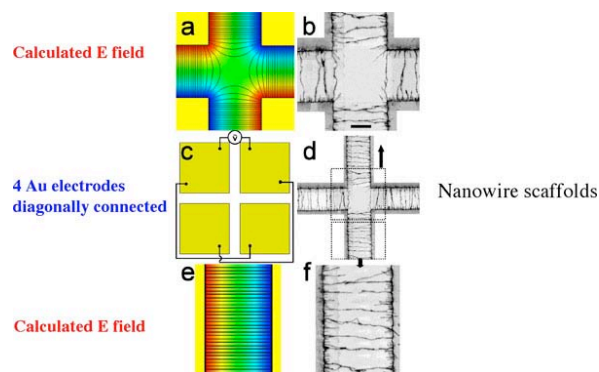 a
b
Calculated E field
c
d
4 Au electrodes
diagonally connected
Nanowire scaffolds
e
f
Calculated E field